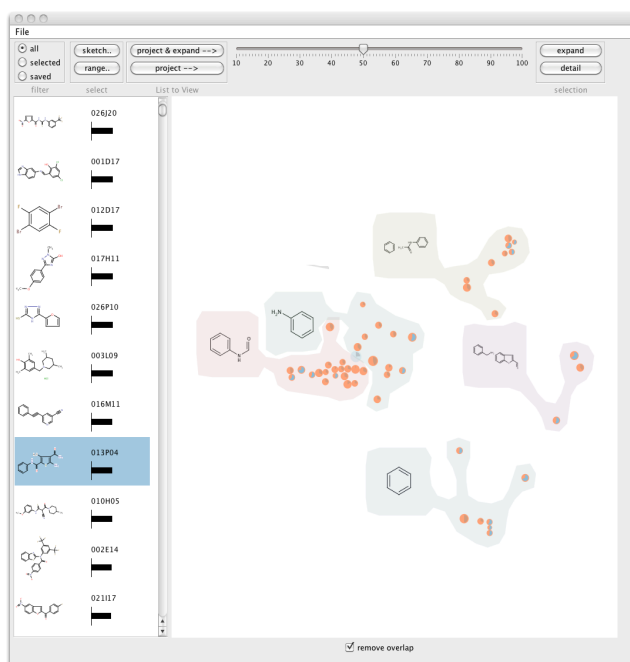 File
all
selected
saved
filter
sketch..
range..
select
project & expand -->
project -->
List to View
10 20 30 40 50 60 70 80 90 100
expand
detail
selection
026J20
001D17
012D17
017H11
026P10
003L09
016M11
013P04
010H05
002E14
021I17
F
Br
Br
F
H₂N
O
N
H
remove overlap